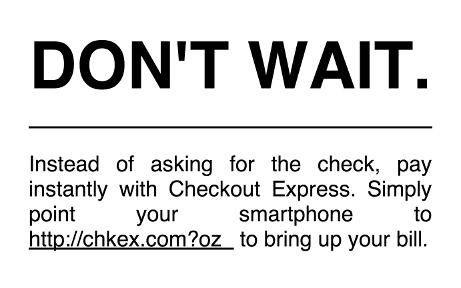 DON'T WAIT.
Instead of asking for the check, pay
instantly with Checkout Express. Simply
point your smartphone to
http://chkex.com?oz to bring up your bill.